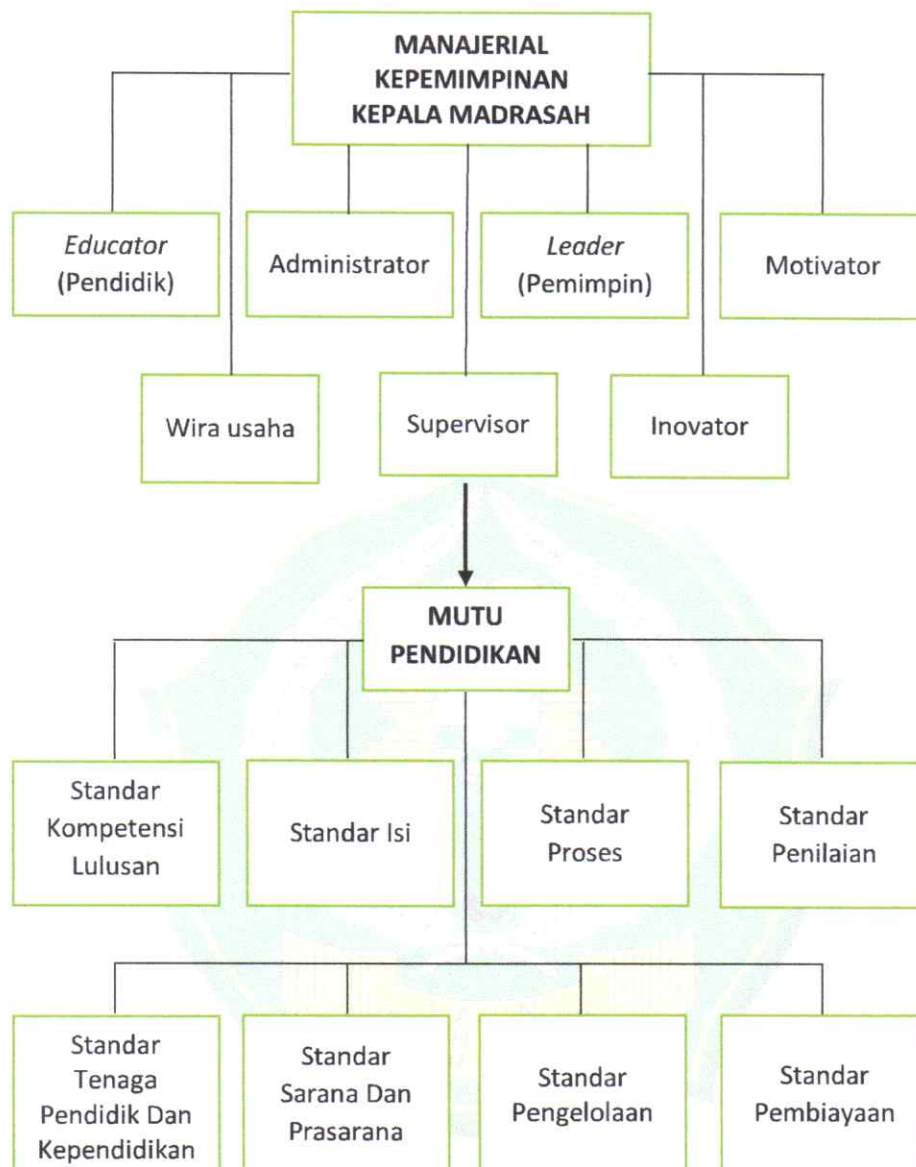 MANAJERIAL
KEPEMIMPINAN
KEPALA MADRASAH
Educator
(Pendidik)
Administrator
Leader
(Pemimpin)
Motivator
Wira usaha
Supervisor
Inovator
MUTU
PENDIDIKAN
Standar
Kompetensi
Lulusan
Standar Isi
Standar
Proses
Standar
Penilaian
Standar
Tenaga
Pendidik Dan
Kependidikan
Standar
Sarana Dan
Prasarana
Standar
Pengelolaan
Standar
Pembiayaan